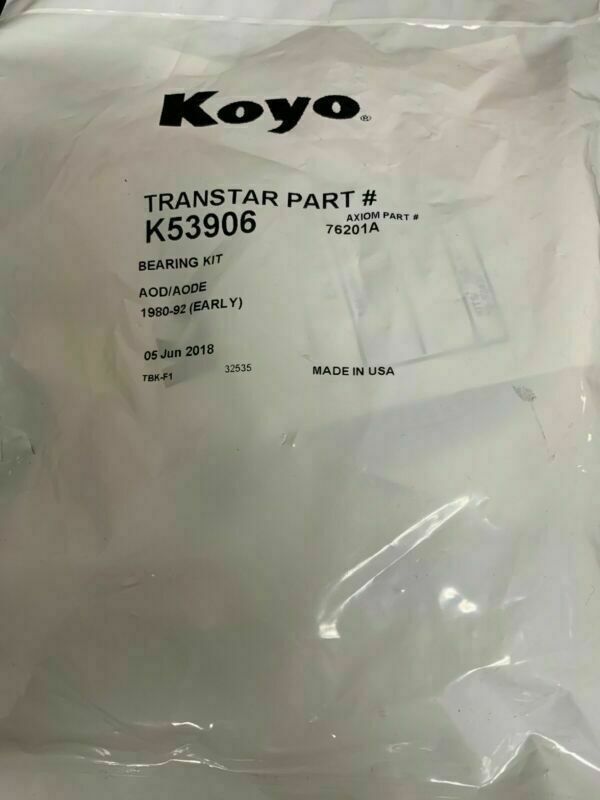 Koyo®
TRANSTAR PART #
K53906
AXIOM PART #
76201A
BEARING KIT
AOD/AODE
1980-92 (EARLY)
05 Jun 2018
TBK-F1
32535
MADE IN USA